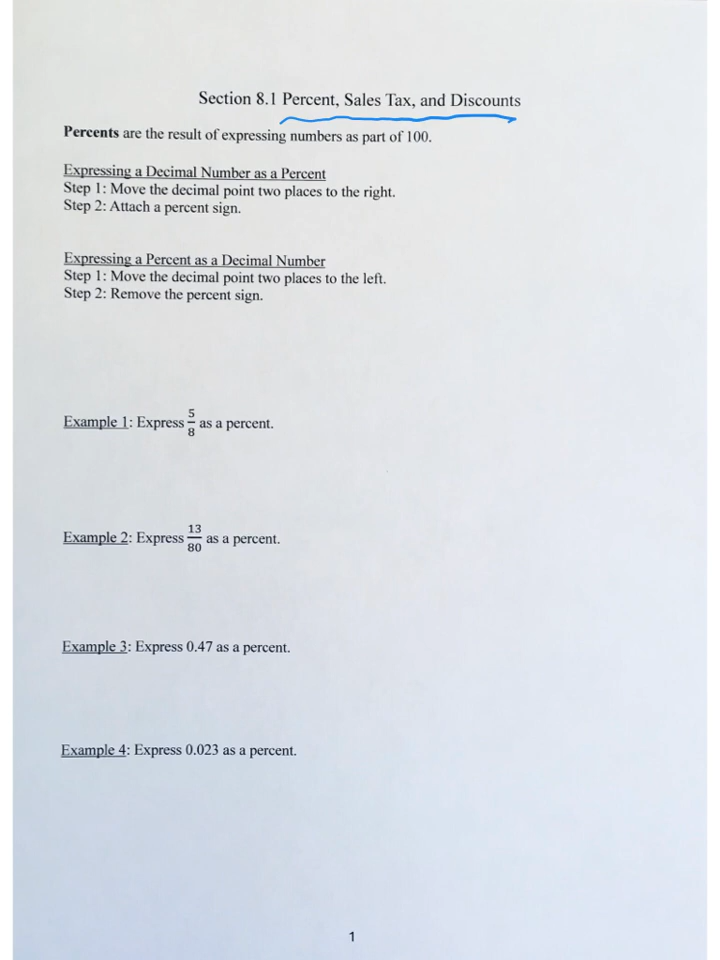 Section 8.1 Percent, Sales Tax, and Discounts
Percents are the result of expressing numbers as part of 100.
Expressing a Decimal Number as a Percent
Step 1: Move the decimal point two places to the right.
Step 2: Attach a percent sign.
Expressing a Percent as a Decimal Number
Step 1: Move the decimal point two places to the left.
Step 2: Remove the percent sign.
Example 1: Express 5/8 as a percent.
Example 2: Express 13/80 as a percent.
Example 3: Express 0.47 as a percent.
Example 4: Express 0.023 as a percent.
1